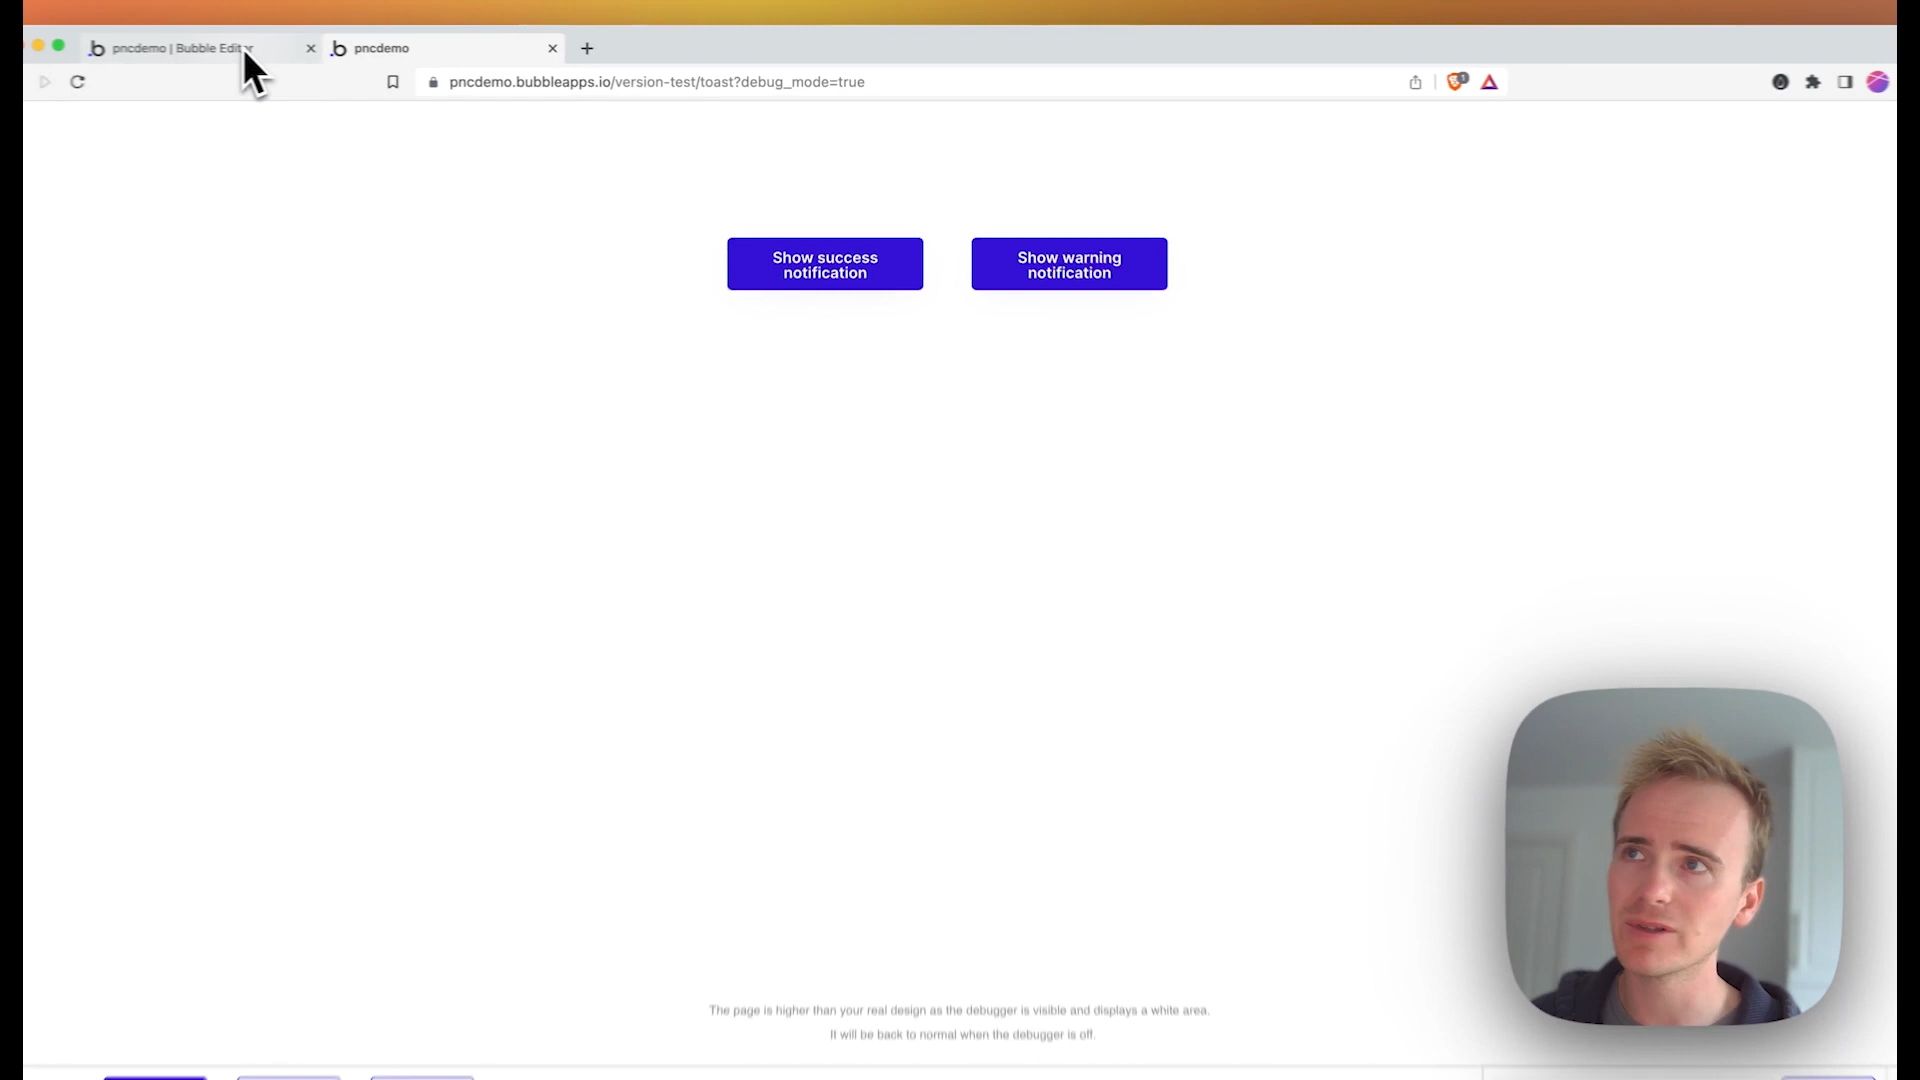 pncdemo | Bubble Editor
pncdemo
pncdemo.bubbleapps.io/version-test/toast?debug_mode=true
1
Show success
notification
Show warning
notification
The page is higher than your real design as the debugger is visible and displays a white area.
It will be back to normal when the debugger is off.